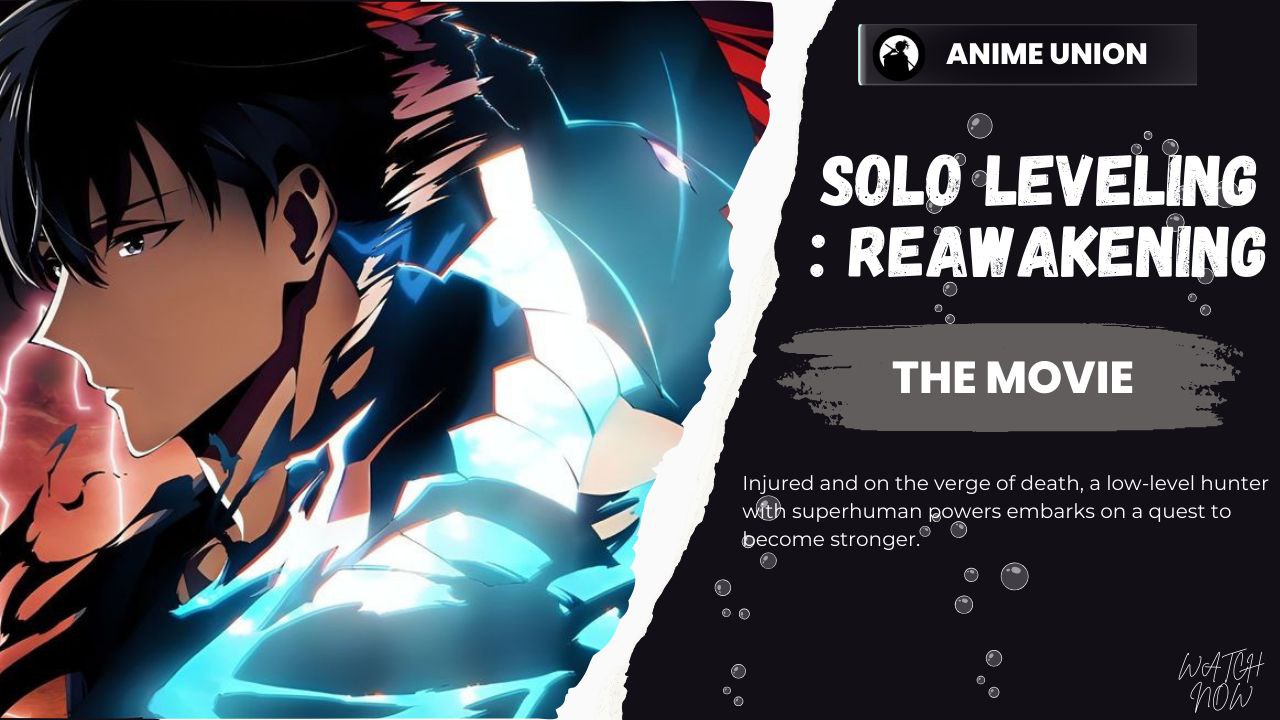 ANIME UNION
SOLO LEVELING
: REAWAKENING
THE MOVIE
Injured and on the verge of death, a low-level hunter
with superhuman powers embarks on a quest to
become stronger.
WATCH
NOW